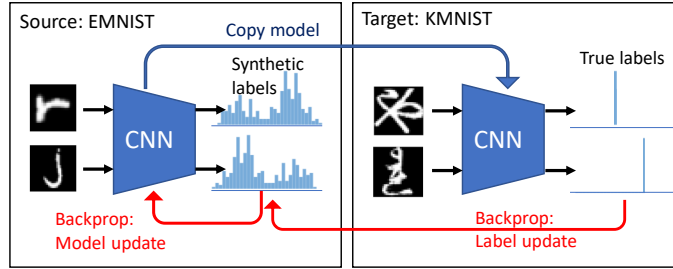 Source: EMNIST
Target: KMNIST
Copy model
Synthetic
labels
True labels
r
CNN
CNN
j
Backprop:
Model update
Backprop:
Label update